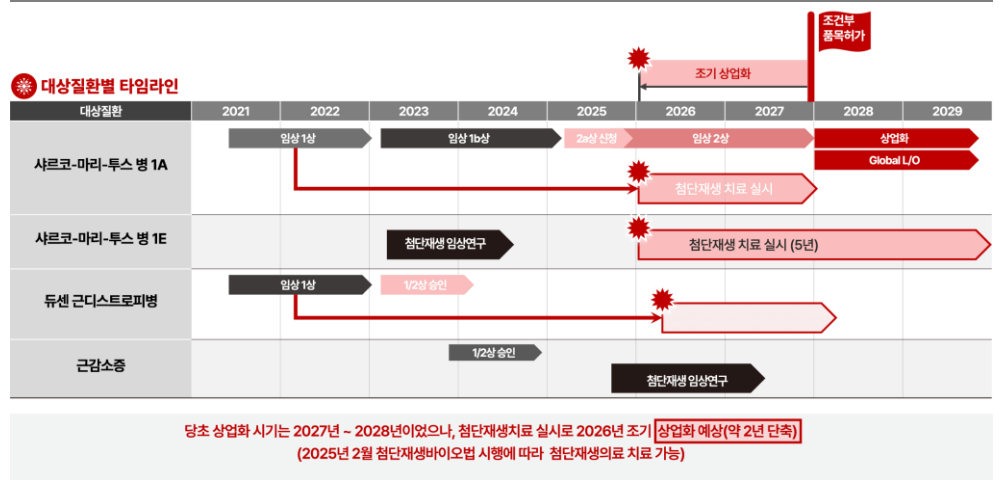 조건부
품목허가
조기 상업화
대상질환별 타임라인
대상질환 2021 2022 2023 2024 2025 2026 2027 2028 2029
샤르코-마리-투스 병 1A
임상 1상 임상 1b상 2a상 신청 임상 2상 상업화
Global L/O
첨단재생 치료 실시
샤르코-마리-투스 병 1E
첨단재생 임상연구 첨단재생 치료 실시 (5년)
듀센 근디스트로피병
임상 1상 1/2상 승인
근감소증
1/2상 승인
첨단재생 임상연구
당초 상업화 시기는 2027년 ~ 2028년이었으나, 첨단재생치료 실시로 2026년 조기 상업화 예상(약 2년 단축)
(2025년 2월 첨단재생바이오법 시행에 따라 첨단재생의료 치료 가능)